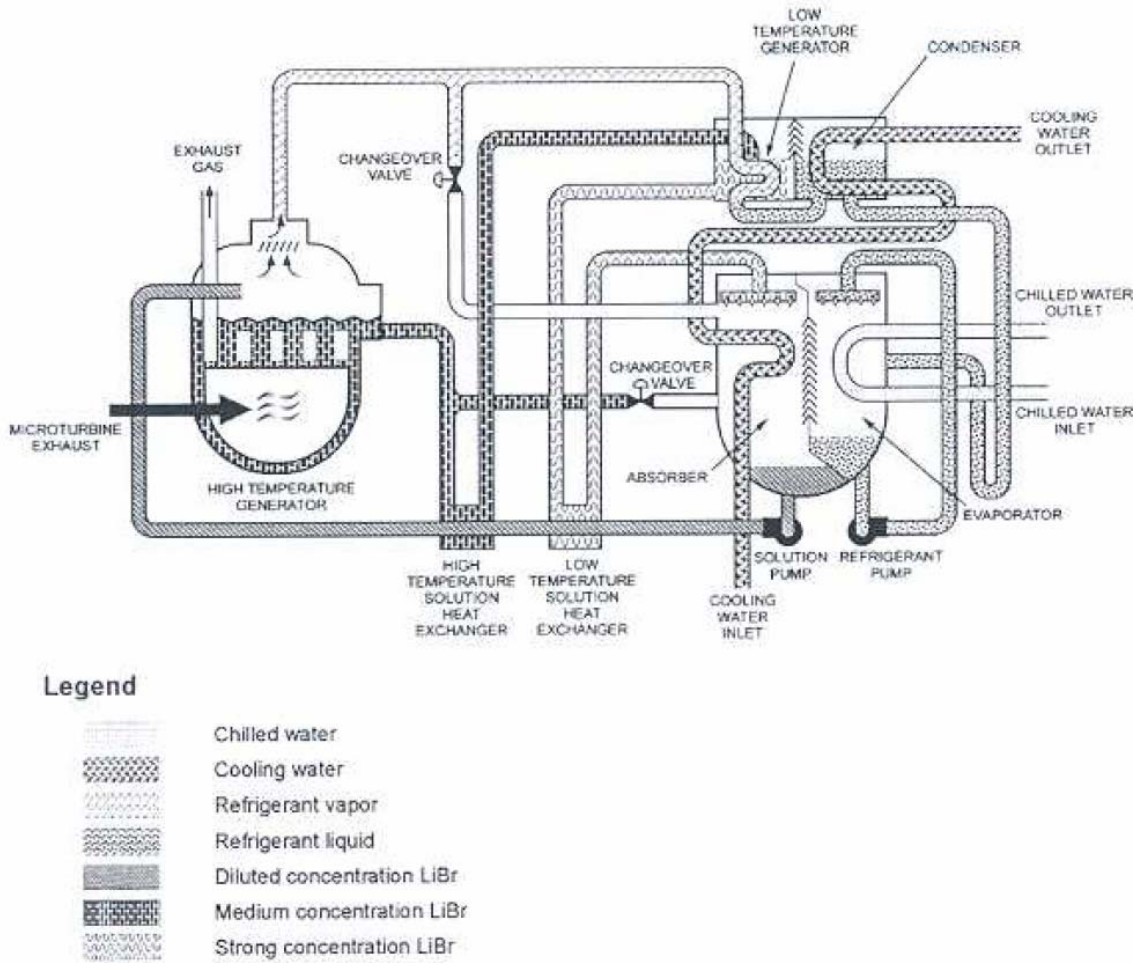 LOW
TEMPERATURE
GENERATOR
CONDENSER
COOLING
WATER
OUTLET
EXHAUST
GAS
CHANGEOVER
VALVE
CHILLED WATER
OUTLET
CHANGEOVER
VALVE
MICROTURBINE
EXHAUST
CHILLED WATER
INLET
HIGH TEMPERATURE
GENERATOR
ABSORBER
EVAPORATOR
SOLUTION
PUMP
REFRIGERANT
PUMP
HIGH
TEMPERATURE
SOLUTION
HEAT
EXCHANGER
LOW
TEMPERATURE
SOLUTION
HEAT
EXCHANGER
COOLING
WATER
INLET
Legend
Chilled water
Cooling water
Refrigerant vapor
Refrigerant liquid
Diluted concentration LiBr
Medium concentration LiBr
Strong concentration LiBr